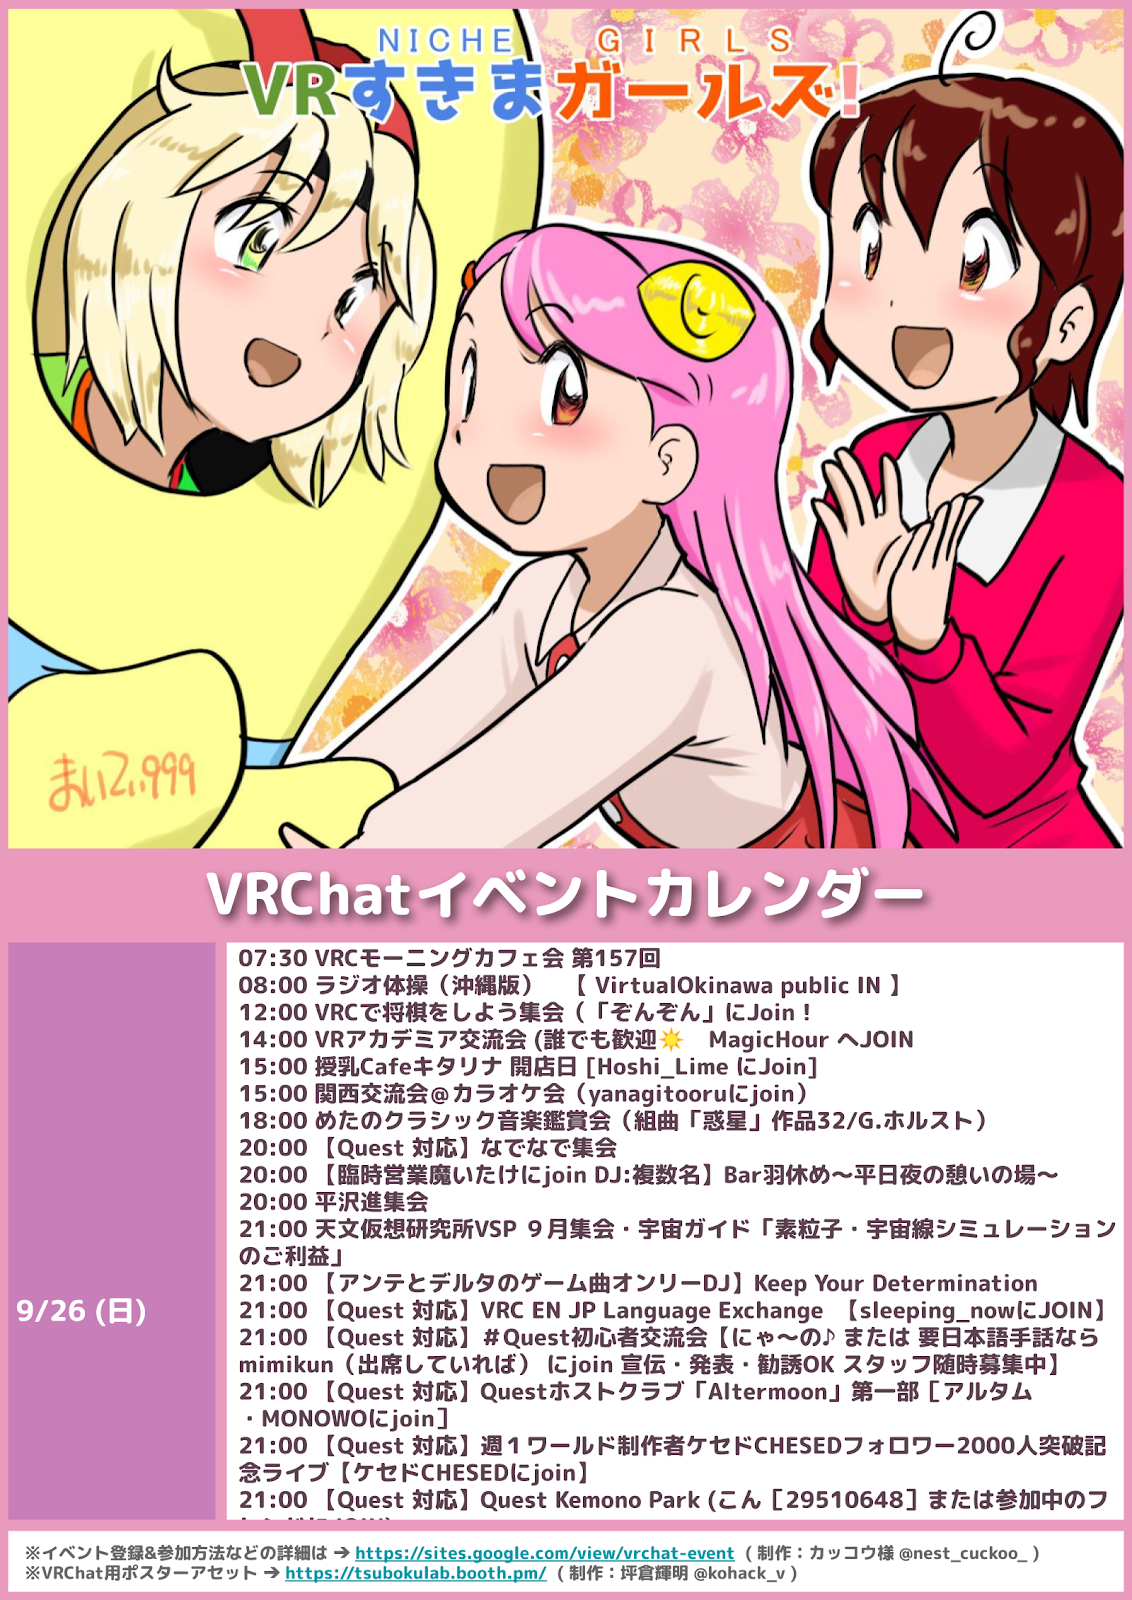 NICHE GIRLS
VRすきまガールズ!
まいてぃ999
VRChatイベントカレンダー
9/26 (日)
07:30 VRCモーニングカフェ会 第157回
08:00 ラジオ体操（沖縄版）　【 VirtualOkinawa public IN 】
12:00 VRCで将棋をしよう集会（「ぞんぞん」にJoin！
14:00 VRアカデミア交流会 (誰でも歓迎💥　MagicHour へJOIN
15:00 授乳Cafeキタリナ 開店日 [Hoshi_Lime にJoin]
15:00 関西交流会＠カラオケ会（yanagitooruにjoin）
18:00 めたのクラシック音楽鑑賞会（組曲「惑星」作品32/G.ホルスト）
20:00 【Quest 対応】なでなで集会
20:00 【臨時営業魔いたけにjoin DJ:複数名】Bar羽休め〜平日夜の憩いの場〜
20:00 平沢進集会
21:00 天文仮想研究所VSP ９月集会・宇宙ガイド「素粒子・宇宙線シミュレーション
のご利益」
21:00 【アンテとデルタのゲーム曲オンリーDJ】Keep Your Determination
21:00 【Quest 対応】VRC EN JP Language Exchange　【sleeping_nowにJOIN】
21:00 【Quest 対応】＃Quest初心者交流会【にゃ〜の♪ または 要日本語手話なら
mimikun（出席していれば） にjoin 宣伝・発表・勧誘OK スタッフ随時募集中】
21:00 【Quest 対応】Questホストクラブ「Altermoon」第一部［アルタム
・MONOWOにjoin］
21:00 【Quest 対応】週１ワールド制作者ケセドCHESEDフォロワー2000人突破記
念ライブ【ケセドCHESEDにjoin】
21:00 【Quest 対応】Quest Kemono Park (こん［29510648］または参加中のフ
※イベント登録&参加方法などの詳細は ➔ https://sites.google.com/view/vrchat-event （ 制作：カッコウ様 @nest_cuckoo_ ）
※VRChat用ポスターアセット ➔ https://tsubokulab.booth.pm/ （ 制作：坪倉輝明 @kohack_v ）